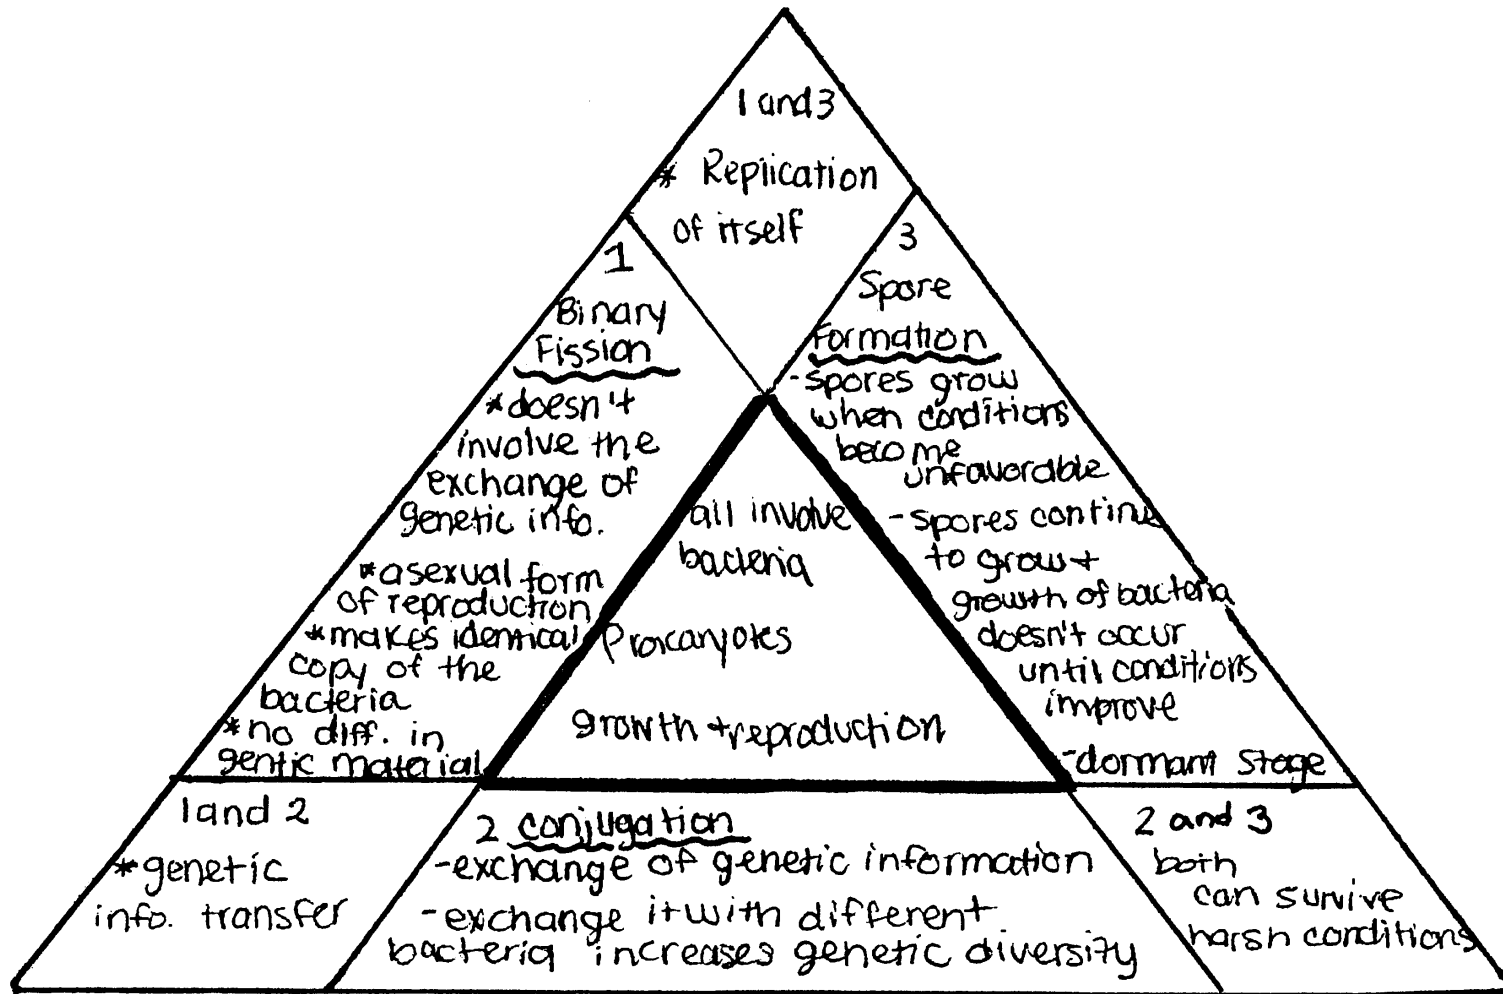 1 and 3
* Replication
of itself
1
Binary
Fission
*doesn't
involve the
exchange of
genetic info.
*asexual form
of reproduction
*makes identical
copy of the
bacteria
*no diff. in
gentic material
3
Spore
Formation
-spores grow
when conditions
become
unfavorable
-spores continue
to grow +
growth of bacteria
doesn't occur
until conditions
improve
-dormant stage
all involve
bacteria
Prokaryotes
growth + reproduction
1 and 2
*genetic
info. transfer
2 conjugation
-exchange of genetic information
-exchange it with different
bacteria increases genetic diversity
2 and 3
both
can survive
harsh conditions